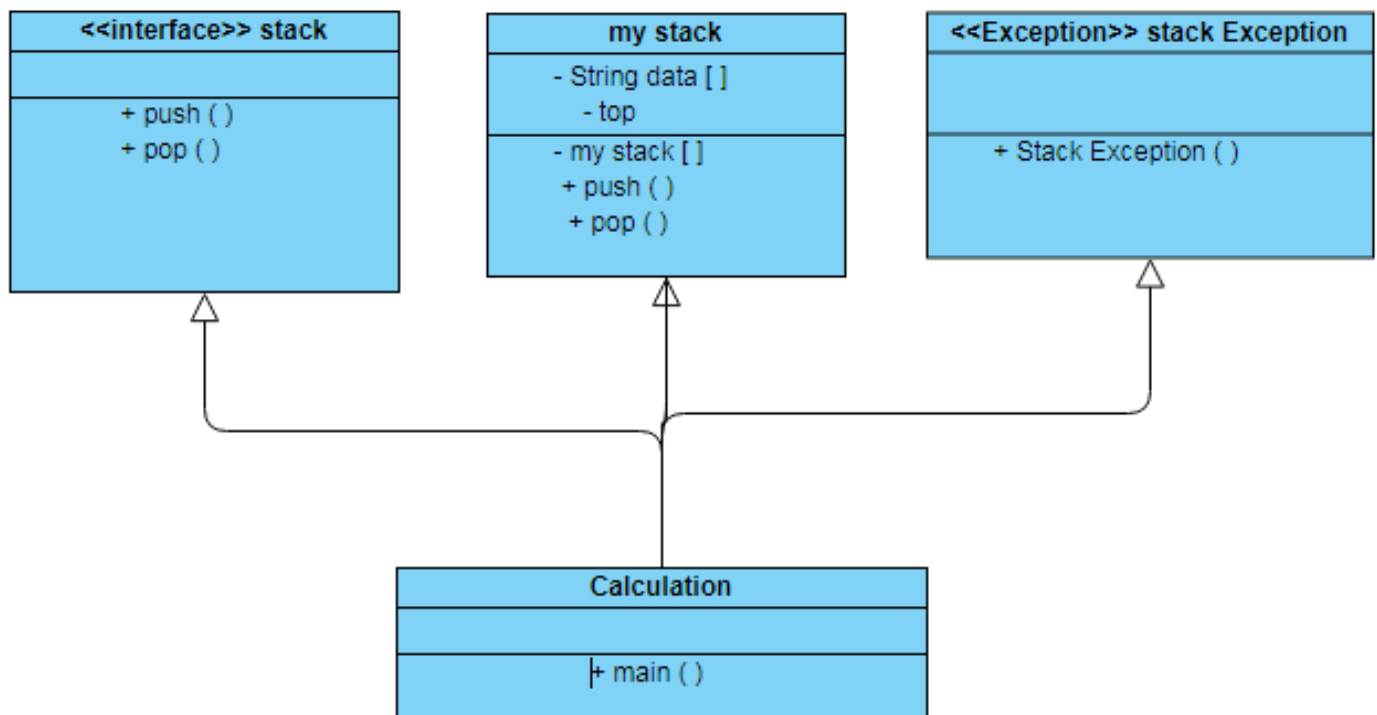 <<interface>> stack
+ push ( )
+ pop ( )
my stack
- String data [ ]
- top
- my stack [ ]
+ push ( )
+ pop ( )
<<Exception>> stack Exception
+ Stack Exception ( )
Calculation
+ main ( )